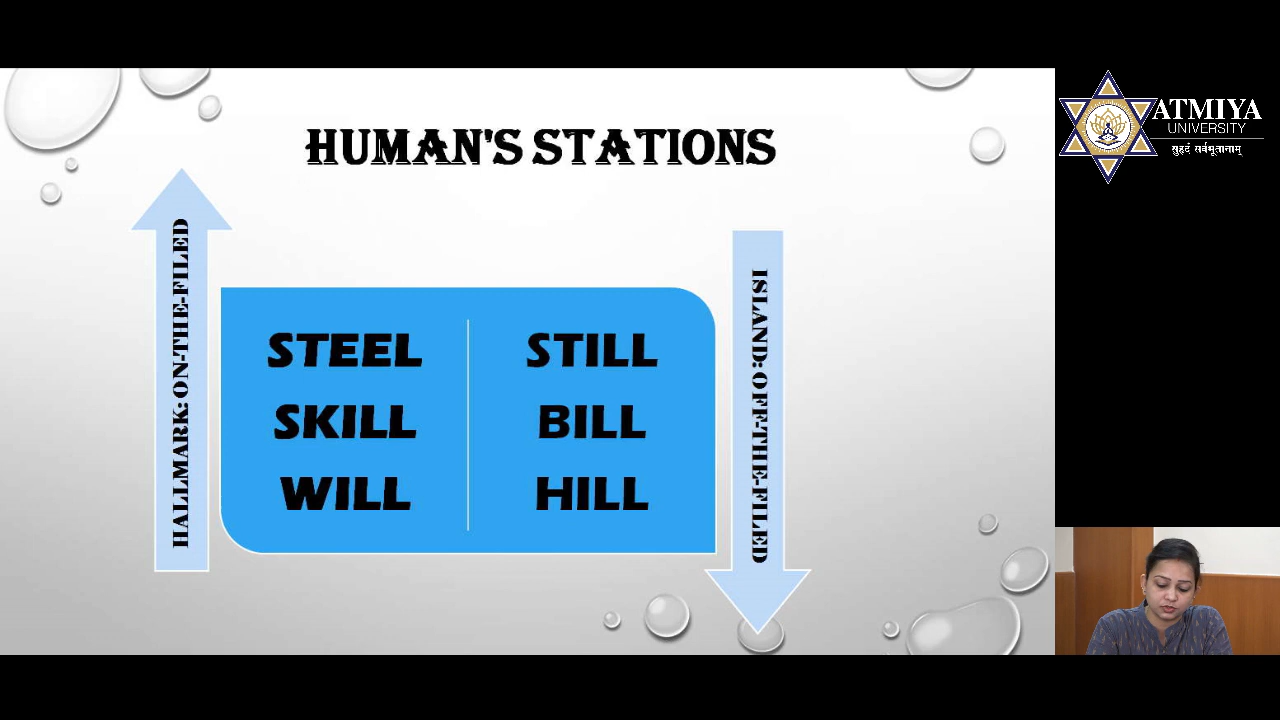 HUMAN'S STATIONS
HALLMARK: ON-THE-FILED
STEEL
SKILL
WILL
STILL
BILL
HILL
ISLAND: OFF-THE-FILED
ATMIYA
UNIVERSITY
सुहृदं सर्वभूतानाम्